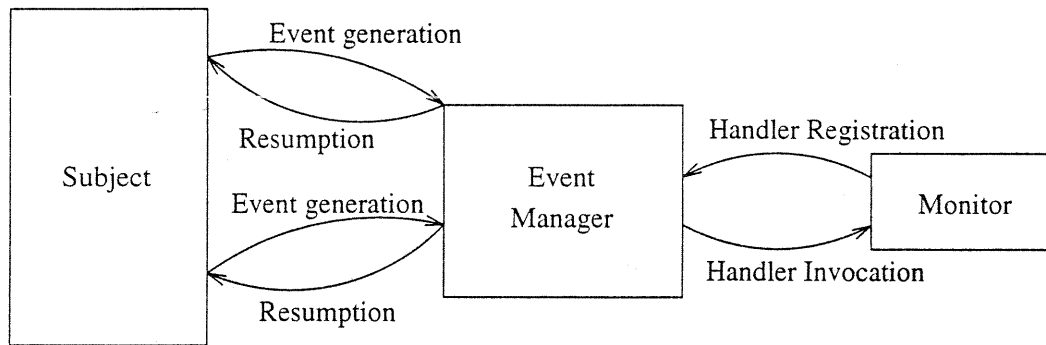 Event generation
Resumption
Subject
Event generation
Resumption
Event
Manager
Handler Registration
Monitor
Handler Invocation